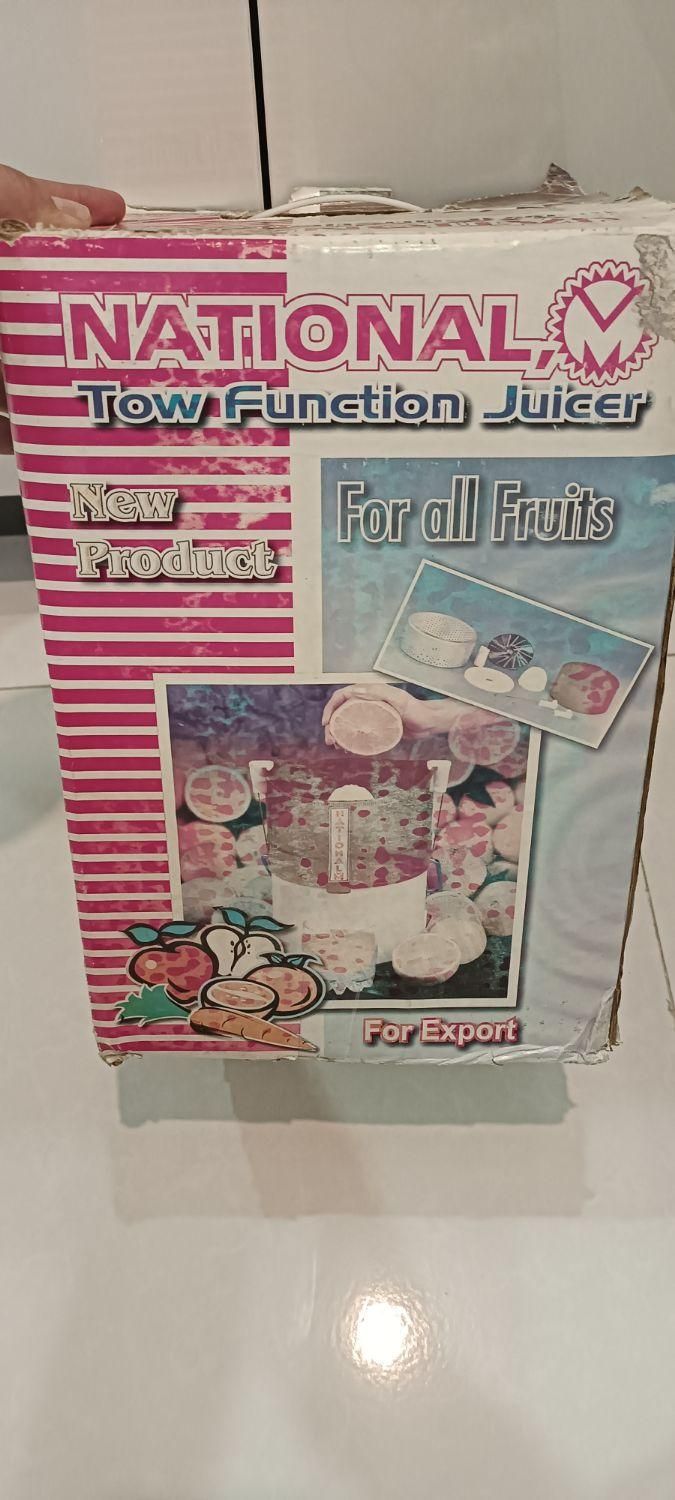 NATIONAL, M
Tow Function Juicer
New
Product
For all Fruits
NATIONAL M
For Export